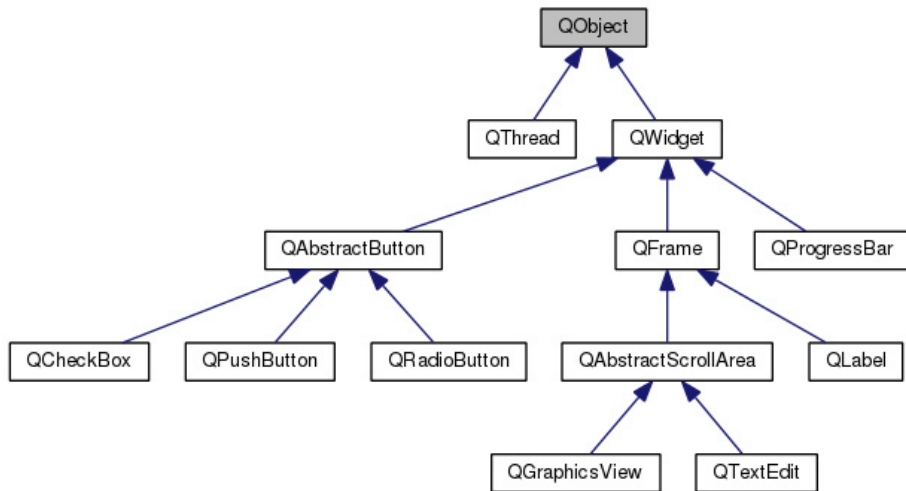 QObject
QThread
QWidget
QAbstractButton
QFrame
QProgressBar
QCheckBox
QPushButton
QRadioButton
QAbstractScrollArea
QLabel
QGraphicsView
QTextEdit